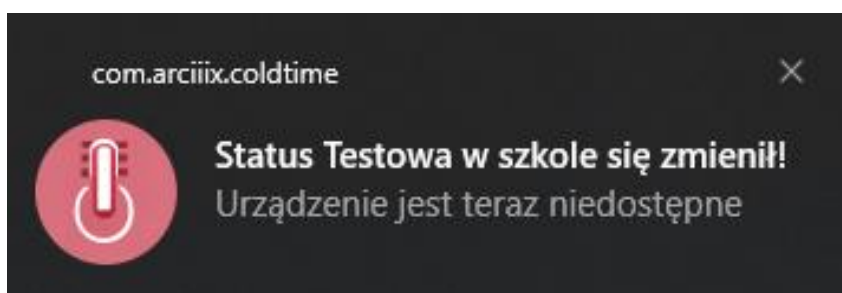 com.arciiix.coldtime
Status Testowa w szkole się zmienił!
Urządzenie jest teraz niedostępne